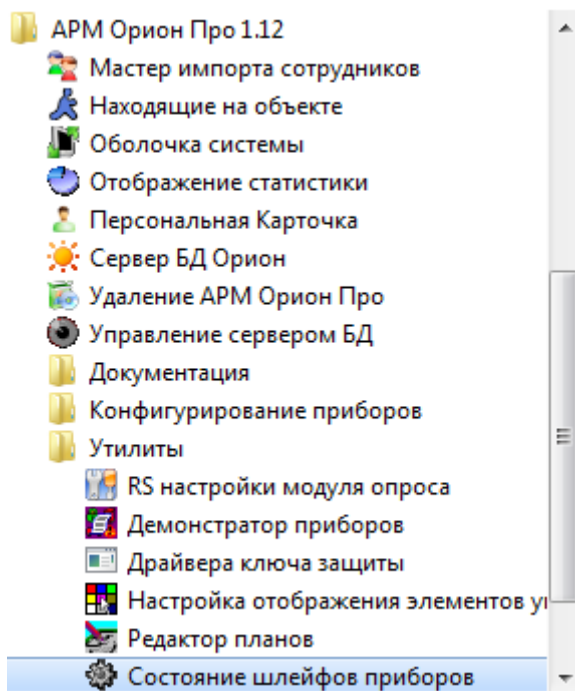 АРМ Орион Про 1.12
Мастер импорта сотрудников
Находящие на объекте
Оболочка системы
Отображение статистики
Персональная Карточка
Сервер БД Орион
Удаление АРМ Орион Про
Управление сервером БД
Документация
Конфигурирование приборов
Утилиты
RS настройки модуля опроса
Демонстратор приборов
Драйвера ключа защиты
Настройка отображения элементов
Редактор планов
Состояние шлейфов приборов